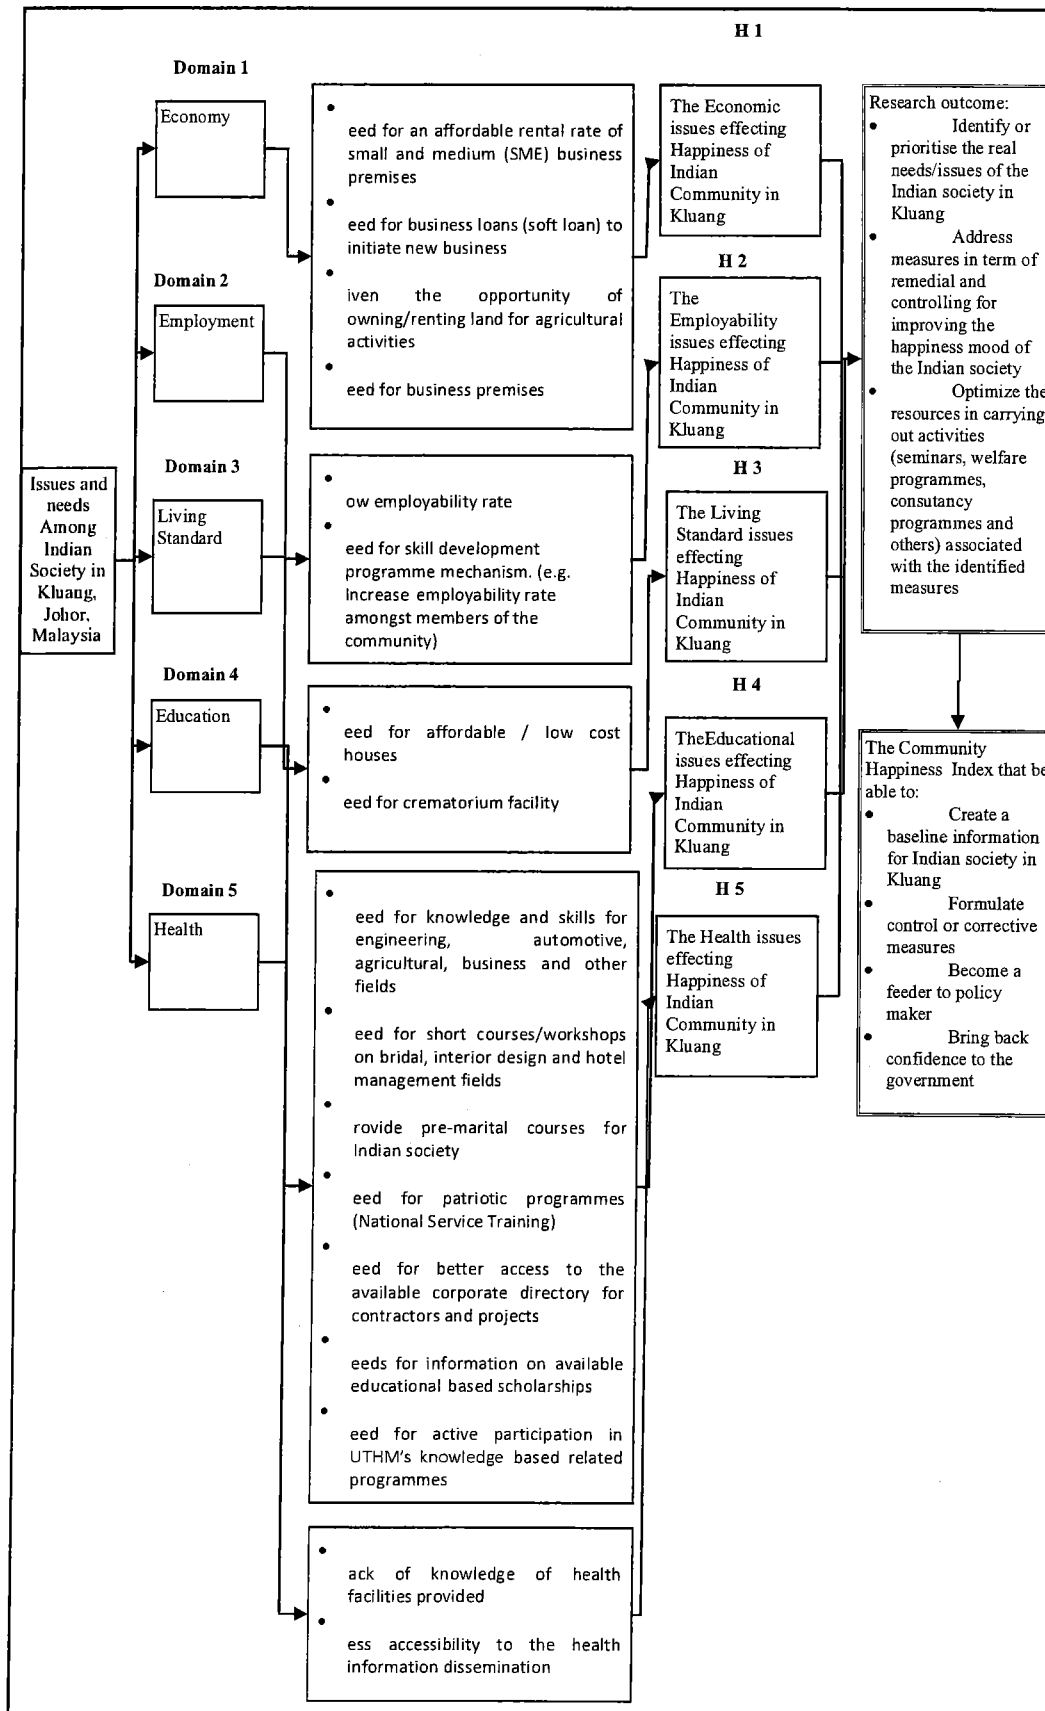 Issues and
needs
Among
Indian
Society in
Kluang,
Johor,
Malaysia
Domain 1
Economy
Domain 2
Employment
Domain 3
Living
Standard
Domain 4
Education
Domain 5
Health
• eed for an affordable rental rate of
small and medium (SME) business
premises
• eed for business loans (soft loan) to
initiate new business
• iven the opportunity of
owning/renting land for agricultural
activities
• eed for business premises
• ow employability rate
• eed for skill development
programme mechanism. (e.g.
Increase employability rate
amongst members of the
community)
• eed for affordable / low cost
houses
• eed for crematorium facility
• eed for knowledge and skills for
engineering, automotive,
agricultural, business and other
fields
• eed for short courses/workshops
on bridal, interior design and hotel
management fields
• rovide pre-marital courses for
Indian society
• eed for patriotic programmes
(National Service Training)
• eed for better access to the
available corporate directory for
contractors and projects
• eeds for information on available
educational based scholarships
• eed for active participation in
UTHM's knowledge based related
programmes
• ack of knowledge of health
facilities provided
• ess accessibility to the health
information dissemination
H 1
The Economic
issues effecting
Happiness of
Indian
Community in
Kluang
H 2
The
Employability
issues effecting
Happiness of
Indian
Community in
Kluang
H 3
The Living
Standard issues
effecting
Happiness of
Indian
Community in
Kluang
H 4
TheEducational
issues effecting
Happiness of
Indian
Community in
Kluang
H 5
The Health issues
effecting
Happiness of
Indian
Community in
Kluang
Research outcome:
• Identify or
prioritise the real
needs/issues of the
Indian society in
Kluang
• Address
measures in term of
remedial and
controlling for
improving the
happiness mood of
the Indian society
• Optimize the
resources in carrying
out activities
(seminars, welfare
programmes,
consutancy
programmes and
others) associated
with the identified
measures
The Community
Happiness Index that be
able to:
• Create a
baseline information
for Indian society in
Kluang
• Formulate
control or corrective
measures
• Become a
feeder to policy
maker
• Bring back
confidence to the
government